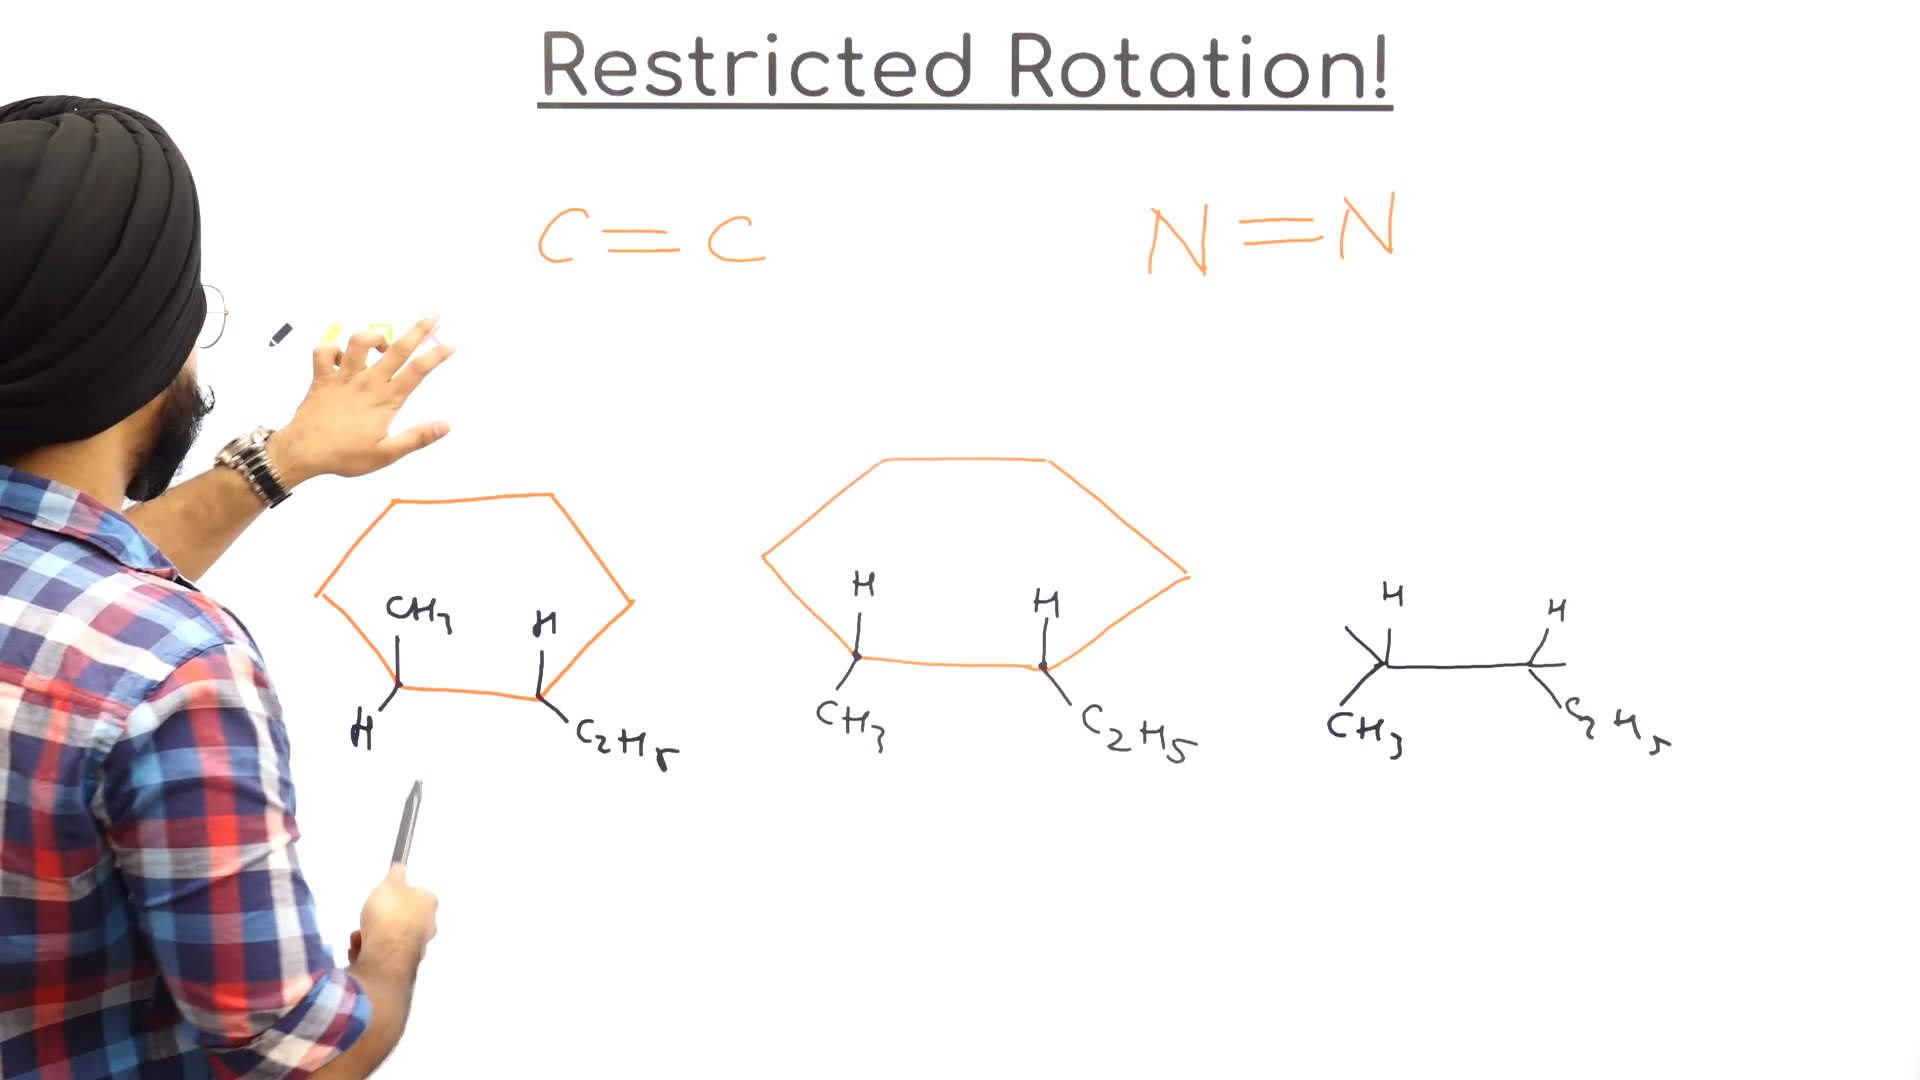 Restricted Rotation!
C=C
N=N
CH3
H
H
C2H5
H
H
CH3
C2H5
H
H
CH3
C2H5